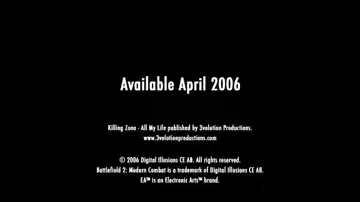 Available April 2006
Killing Zone - All My Life published by 3volution Productions.
www.3volutionproductions.com
© 2006 Digital Illusions CE AB. All rights reserved.
Battlefield 2: Modern Combat is a trademark of Digital Illusions CE AB.
EA™ is an Electronic Arts™ brand.